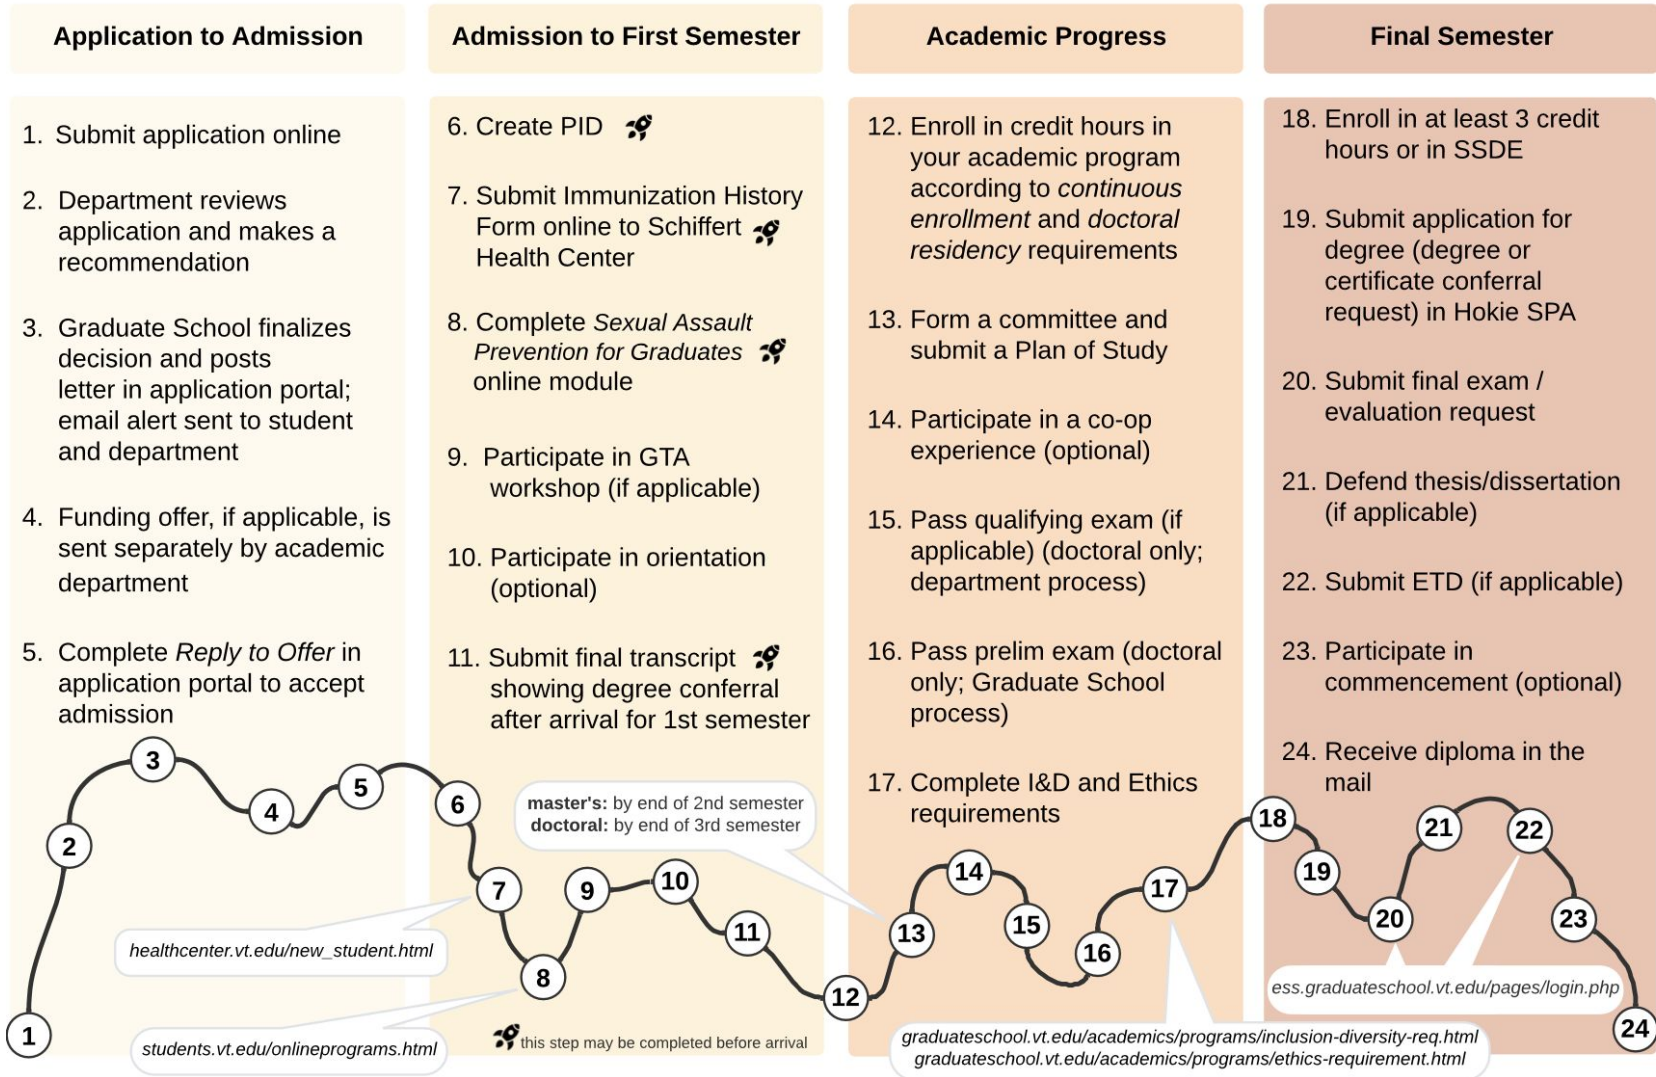 Application to Admission
1. Submit application online
2. Department reviews
application and makes a
recommendation
3. Graduate School finalizes
decision and posts
letter in application portal;
email alert sent to student
and department
4. Funding offer, if applicable, is
sent separately by academic
department
5. Complete Reply to Offer in
application portal to accept
admission
Admission to First Semester
6. Create PID
7. Submit Immunization History
Form online to Schiffert
Health Center
8. Complete Sexual Assault
Prevention for Graduates
online module
9. Participate in GTA
workshop (if applicable)
10. Participate in orientation
(optional)
11. Submit final transcript
showing degree conferral
after arrival for 1st semester
Academic Progress
12. Enroll in credit hours in
your academic program
according to continuous
enrollment and doctoral
residency requirements
13. Form a committee and
submit a Plan of Study
14. Participate in a co-op
experience (optional)
15. Pass qualifying exam (if
applicable) (doctoral only;
department process)
16. Pass prelim exam (doctoral
only; Graduate School
process)
17. Complete I&D and Ethics
requirements
Final Semester
18. Enroll in at least 3 credit
hours or in SSDE
19. Submit application for
degree (degree or
certificate conferral
request) in Hokie SPA
20. Submit final exam /
evaluation request
21. Defend thesis/dissertation
(if applicable)
22. Submit ETD (if applicable)
23. Participate in
commencement (optional)
24. Receive diploma in the
mail
1
2
3
4
5
6
7
8
9
10
11
12
13
14
15
16
17
18
19
20
21
22
23
24
master's: by end of 2nd semester
doctoral: by end of 3rd semester
healthcenter.vt.edu/new_student.html
students.vt.edu/onlineprograms.html
this step may be completed before arrival
graduateschool.vt.edu/academics/programs/inclusion-diversity-req.html
graduateschool.vt.edu/academics/programs/ethics-requirement.html
ess.graduateschool.vt.edu/pages/login.php